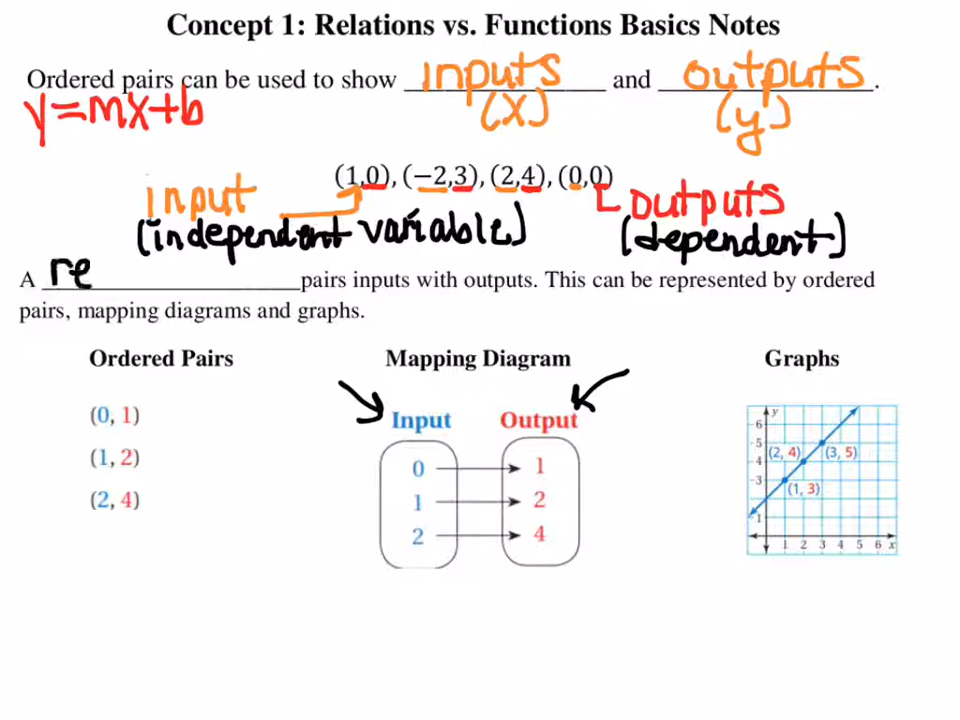 Concept 1: Relations vs. Functions Basics Notes
Ordered pairs can be used to show inputs and outputs.
(x) (y)
y=mx+b
(1,0), (−2,3), (2,4), (0,0)
input outputs
(independent variable) (dependent)
A re pairs inputs with outputs. This can be represented by ordered
pairs, mapping diagrams and graphs.
Ordered Pairs Mapping Diagram Graphs
(0, 1)
(1, 2)
(2, 4)
Input Output
0 1
1 2
2 4
y
6
5
4
3
1
(2, 4) (3, 5)
(1, 3)
1 2 3 4 5 6 x